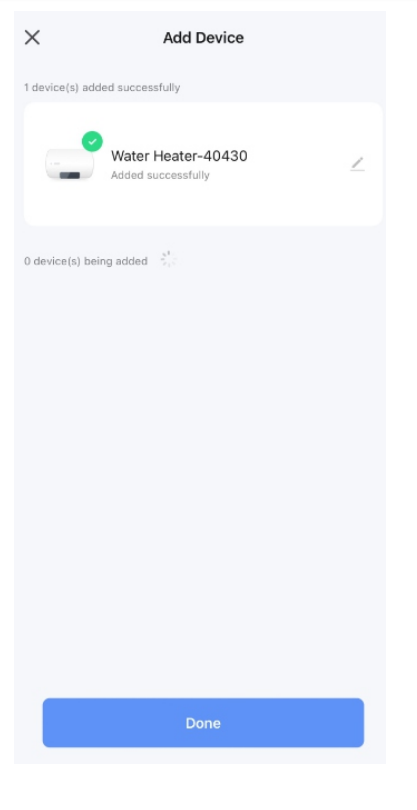 Add Device
1 device(s) added successfully
Water Heater-40430
Added successfully
0 device(s) being added
Done